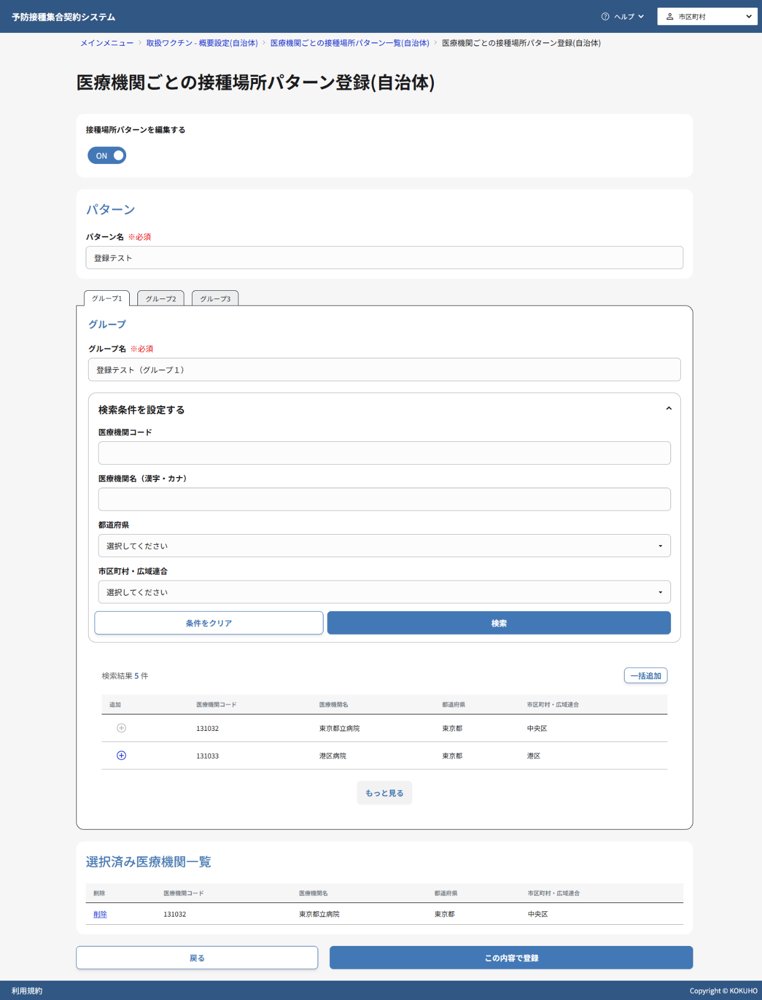 予防接種集合契約システム
ヘルプ
市区町村
メインメニュー > 取扱ワクチン - 概要設定(自治体) > 医療機関ごとの接種場所パターン一覧(自治体) > 医療機関ごとの接種場所パターン登録(自治体)
医療機関ごとの接種場所パターン登録(自治体)
接種場所パターンを編集する
ON
パターン
パターン名 ※必須
登録テスト
グループ1 グループ2 グループ3
グループ
グループ名 ※必須
登録テスト（グループ１）
検索条件を設定する
医療機関コード
医療機関名（漢字・カナ）
都道府県
選択してください
市区町村・広域連合
選択してください
条件をクリア 検索
検索結果 5 件 一括追加
追加 医療機関コード 医療機関名 都道府県 市区町村・広域連合
131032 東京都立病院 東京都 中央区
131033 港区病院 東京都 港区
もっと見る
選択済み医療機関一覧
削除 医療機関コード 医療機関名 都道府県 市区町村・広域連合
削除 131032 東京都立病院 東京都 中央区
戻る この内容で登録
利用規約 Copyright © KOKUHO